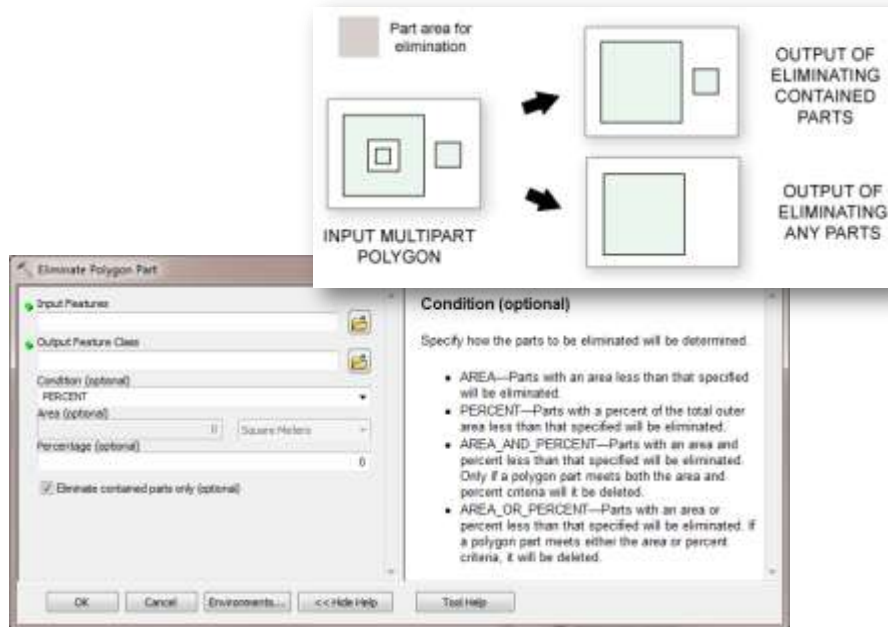 Part area for
elimination
INPUT MULTIPART
POLYGON
OUTPUT OF
ELIMINATING
CONTAINED
PARTS
OUTPUT OF
ELIMINATING
ANY PARTS
Eliminate Polygon Part
Input Features
Output Feature Class
Condition (optional)
PERCENT
Area (optional)
0 Square Meters
Percentage (optional)
0
Eliminate contained parts only (optional)
Condition (optional)
Specify how the parts to be eliminated will be determined.
• AREA—Parts with an area less than that specified
will be eliminated.
• PERCENT—Parts with a percent of the total outer
area less than that specified will be eliminated.
• AREA_AND_PERCENT—Parts with an area and
percent less than that specified will be eliminated.
Only if a polygon part meets both the area and
percent criteria will it be deleted.
• AREA_OR_PERCENT—Parts with an area or
percent less than that specified will be eliminated. If
a polygon part meets either the area or percent
criteria, it will be deleted.
OK Cancel Environments... << Hide Help Tool Help